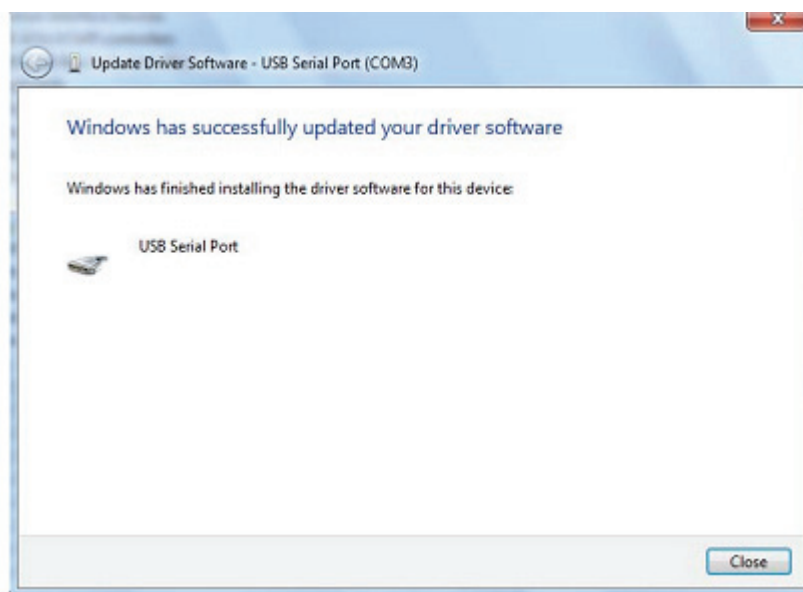 Update Driver Software - USB Serial Port (COM3)
Windows has successfully updated your driver software
Windows has finished installing the driver software for this device:
USB Serial Port
Close